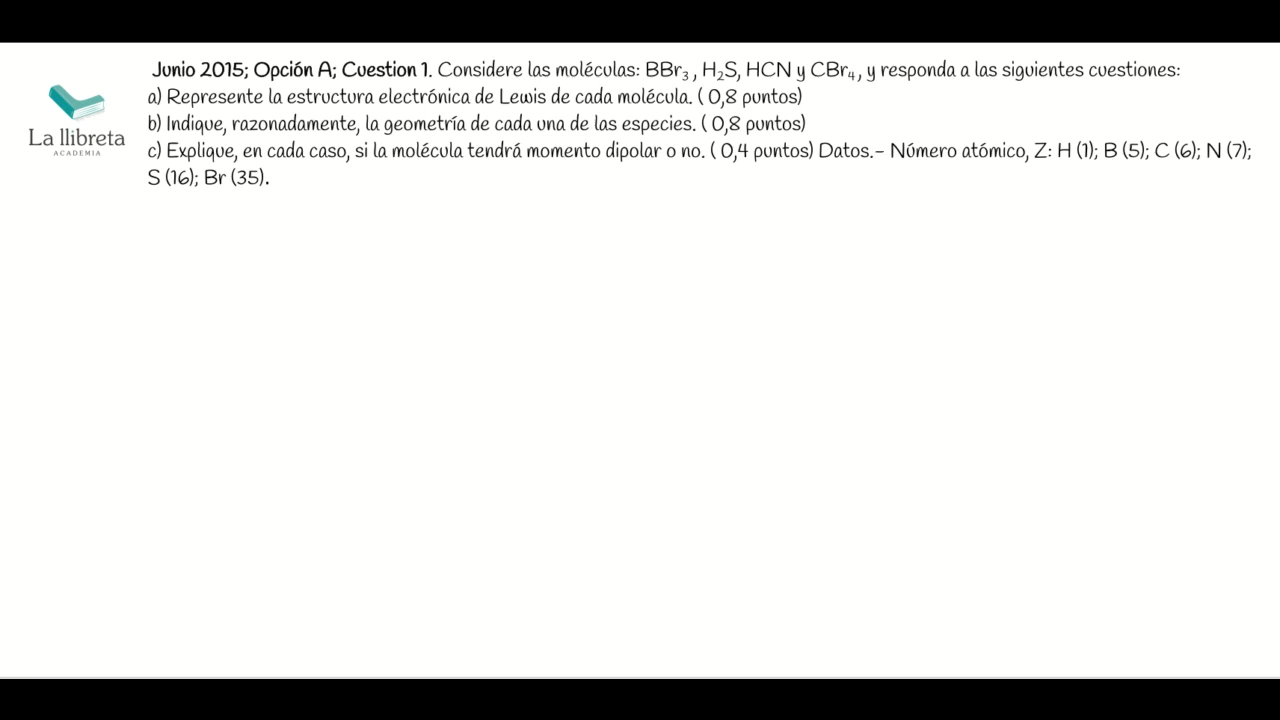 Junio 2015; Opción A; Cuestion 1. Considere las moléculas: BBr₃ , H₂S, HCN y CBr₄ , y responda a las siguientes cuestiones:
a) Represente la estructura electrónica de Lewis de cada molécula. ( 0,8 puntos)
b) Indique, razonadamente, la geometría de cada una de las especies. ( 0,8 puntos)
c) Explique, en cada caso, si la molécula tendrá momento dipolar o no. ( 0,4 puntos) Datos.- Número atómico, Z: H (1); B (5); C (6); N (7);
S (16); Br (35).
La llibreta
ACADEMIA